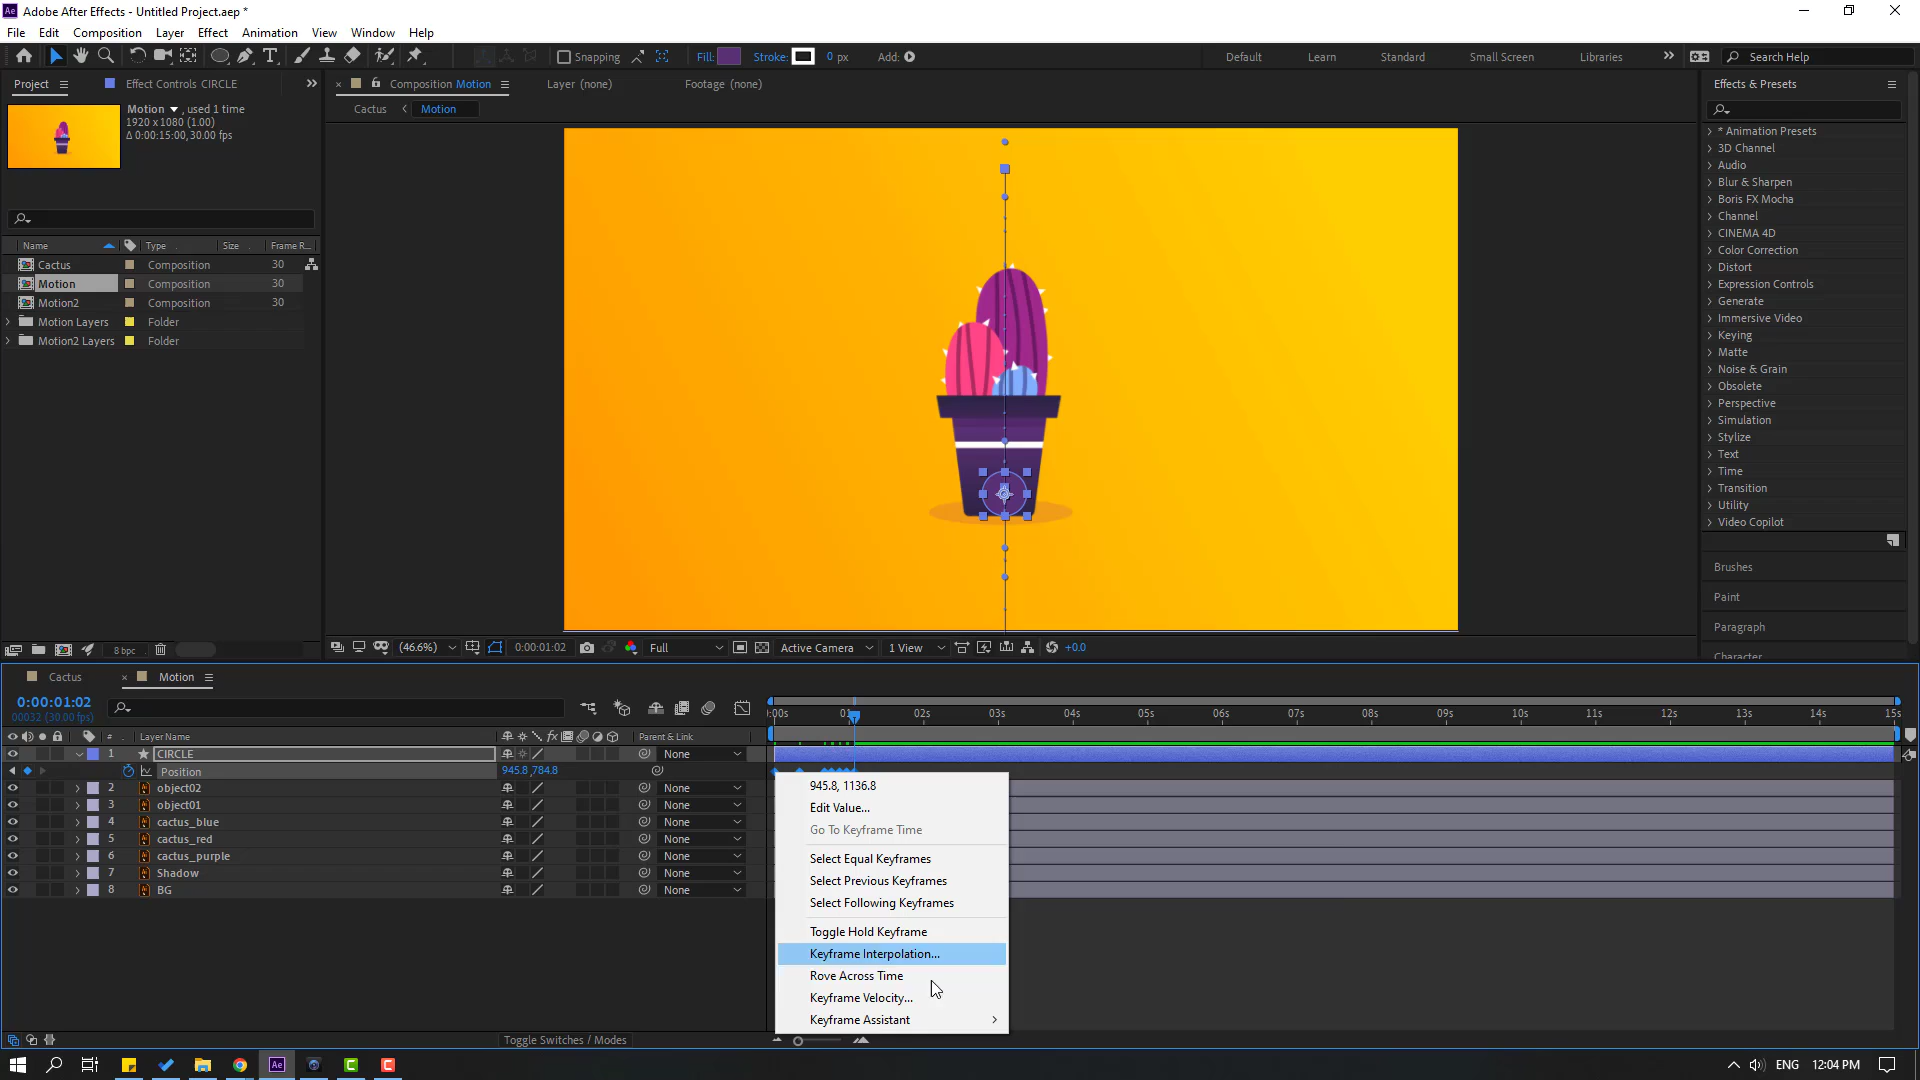 Adobe After Effects - Untitled Project.aep *
File Edit Composition Layer Effect Animation View Window Help
Snapping Fill: Stroke: 0 px Add: Default Learn Standard Small Screen Libraries Search Help
Project Effect Controls CIRCLE Composition Motion Layer (none) Footage (none) Effects & Presets
Cactus Motion
Motion , used 1 time
1920 x 1080 (1.00)
Δ 0:00:15:00, 30.00 fps
Name Type Size Frame R...
Cactus Composition 30
Motion Composition 30
Motion2 Composition 30
Motion Layers Folder
Motion2 Layers Folder
8 bpc
(46.6%) 0:00:01:02 Full Active Camera 1 View +0.0
* Animation Presets
3D Channel
Audio
Blur & Sharpen
Boris FX Mocha
Channel
CINEMA 4D
Color Correction
Distort
Expression Controls
Generate
Immersive Video
Keying
Matte
Noise & Grain
Obsolete
Perspective
Simulation
Stylize
Text
Time
Transition
Utility
Video Copilot
Brushes
Paint
Paragraph
Character
Cactus Motion
0:00:01:02
00032 (30.00 fps)
:00s 02s 03s 04s 05s 06s 07s 08s 09s 10s 11s 12s 13s 14s 15s
# Layer Name Parent & Link
1 CIRCLE None
Position 945.8 ,784.8
2 object02 None
3 object01 None
4 cactus_blue None
5 cactus_red None
6 cactus_purple None
7 Shadow None
8 BG None
945.8, 1136.8
Edit Value...
Go To Keyframe Time
Select Equal Keyframes
Select Previous Keyframes
Select Following Keyframes
Toggle Hold Keyframe
Keyframe Interpolation...
Rove Across Time
Keyframe Velocity...
Keyframe Assistant
Toggle Switches / Modes
ENG 12:04 PM